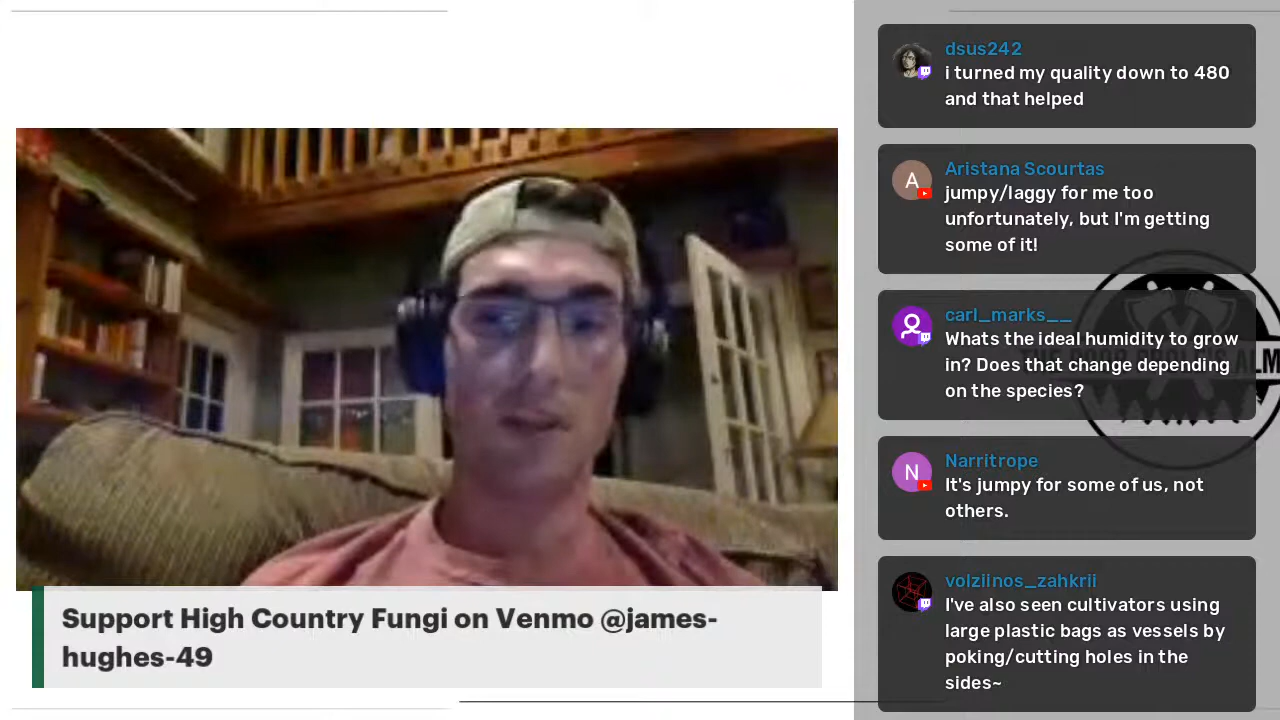 dsus242
i turned my quality down to 480
and that helped
A
Aristana Scourtas
jumpy/laggy for me too
unfortunately, but I'm getting
some of it!
carl_marks__
Whats the ideal humidity to grow
in? Does that change depending
on the species?
N
Narritrope
It's jumpy for some of us, not
others.
volziinos_zahkrii
I've also seen cultivators using
large plastic bags as vessels by
poking/cutting holes in the
sides~
Support High Country Fungi on Venmo @james-
hughes-49